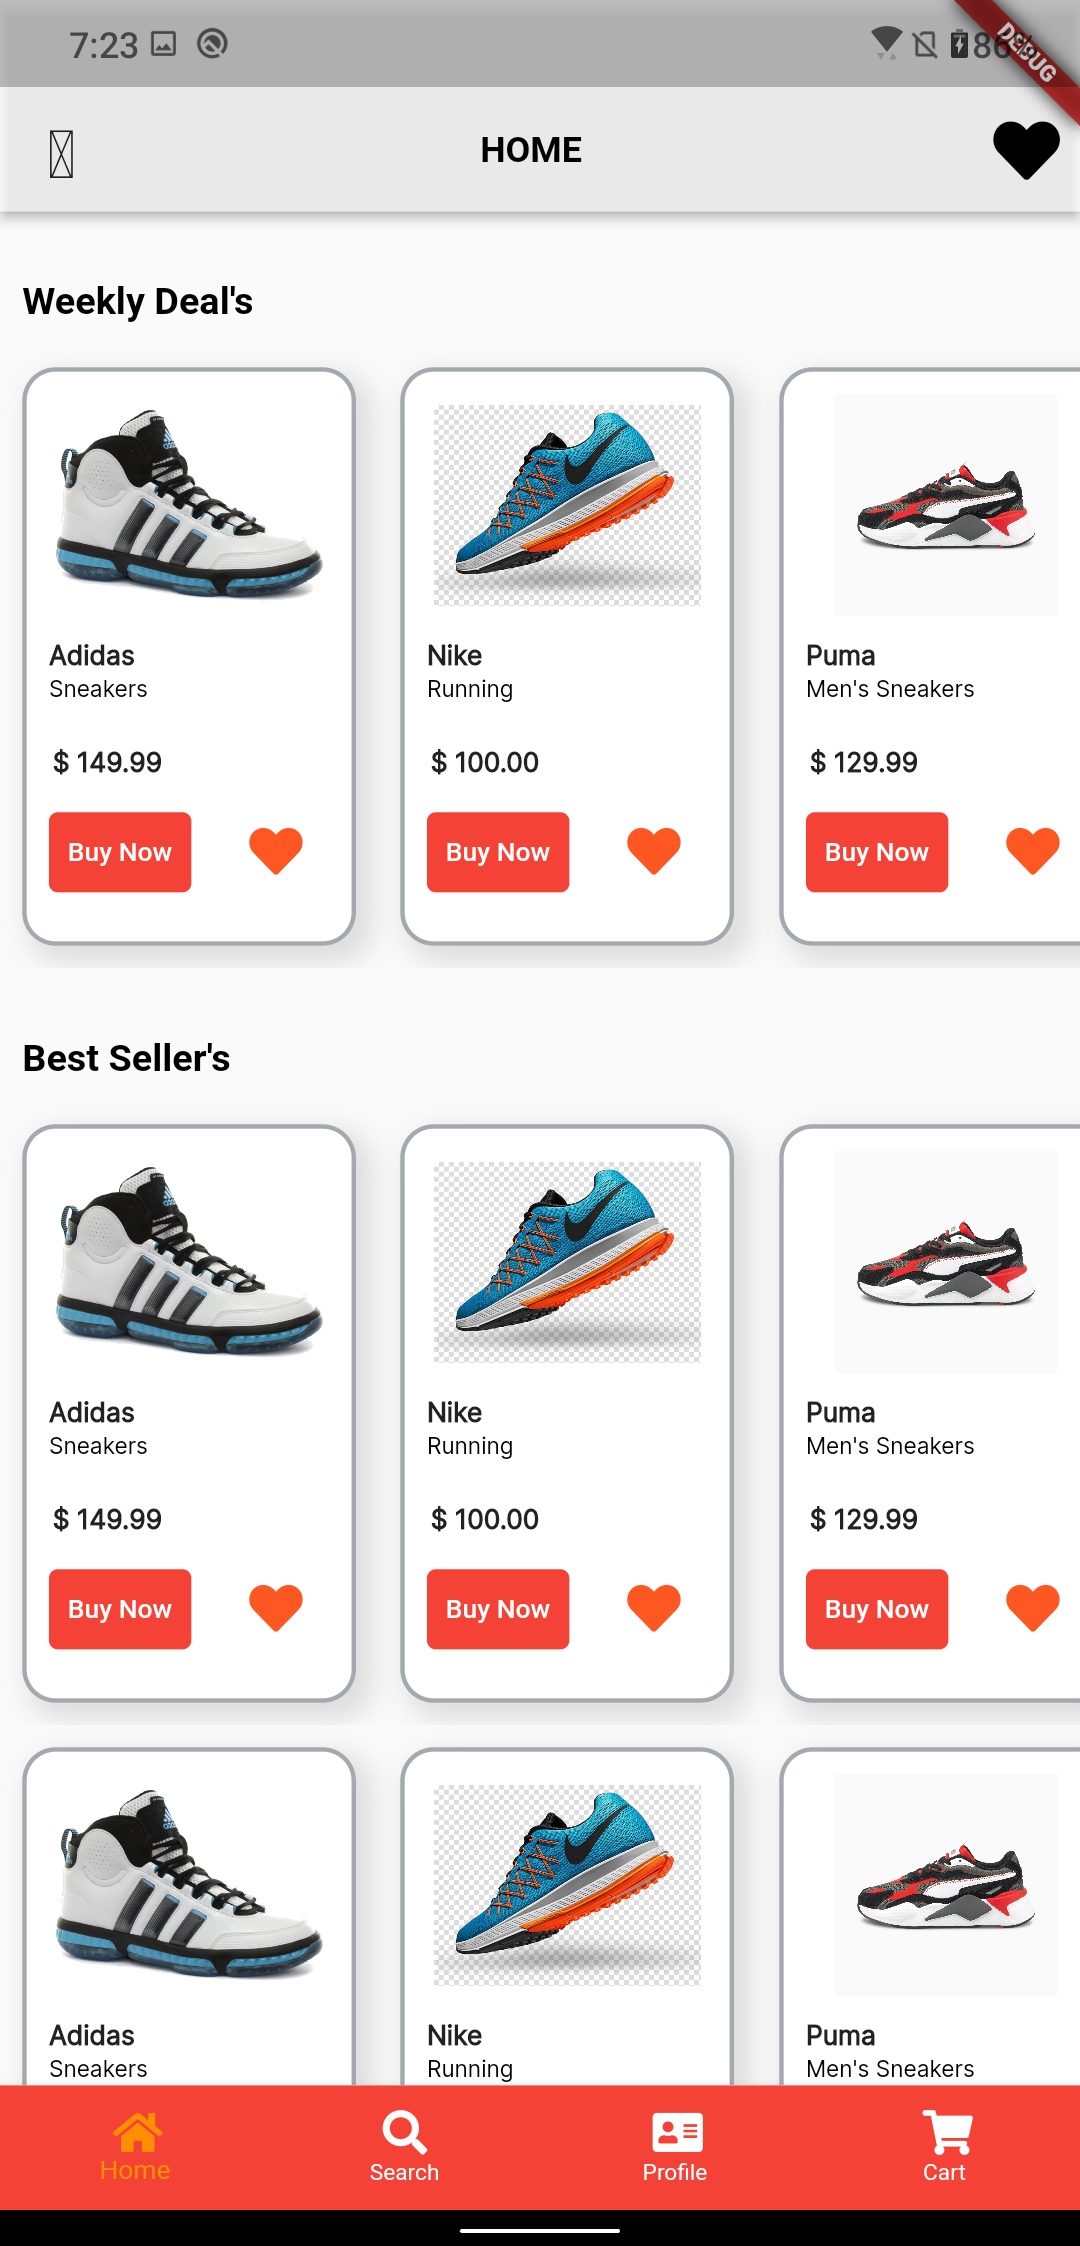 7:23 86%
DEBUG
HOME
Weekly Deal's
Adidas Nike Puma
Sneakers Running Men's Sneakers
$ 149.99 $ 100.00 $ 129.99
Buy Now Buy Now Buy Now
Best Seller's
Adidas Nike Puma
Sneakers Running Men's Sneakers
$ 149.99 $ 100.00 $ 129.99
Buy Now Buy Now Buy Now
Adidas Nike Puma
Sneakers Running Men's Sneakers
Home Search Profile Cart